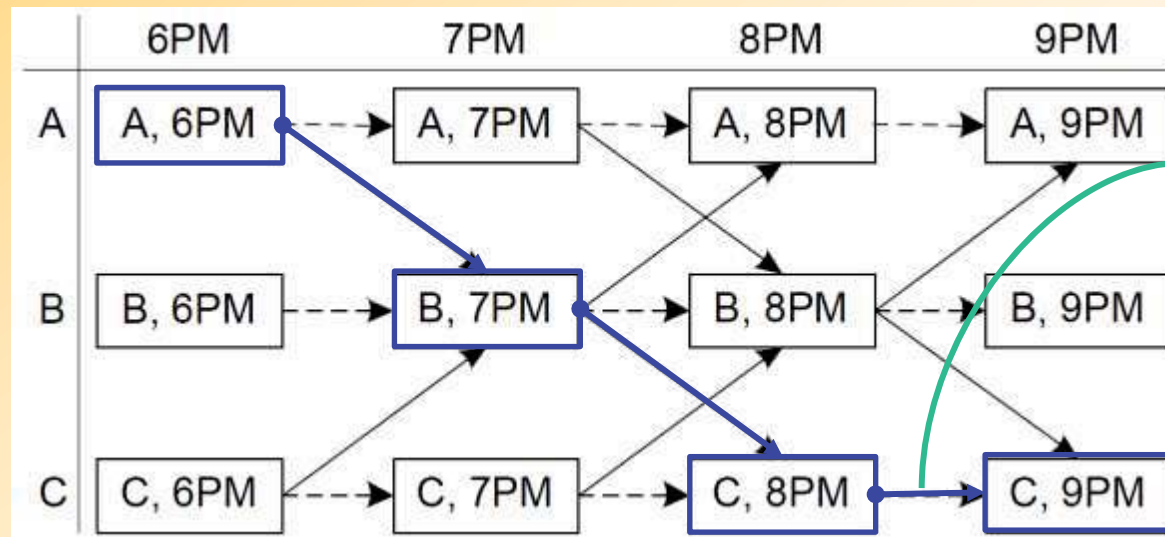 6PM 7PM 8PM 9PM
A A, 6PM A, 7PM A, 8PM A, 9PM
B B, 6PM B, 7PM B, 8PM B, 9PM
C C, 6PM C, 7PM C, 8PM C, 9PM